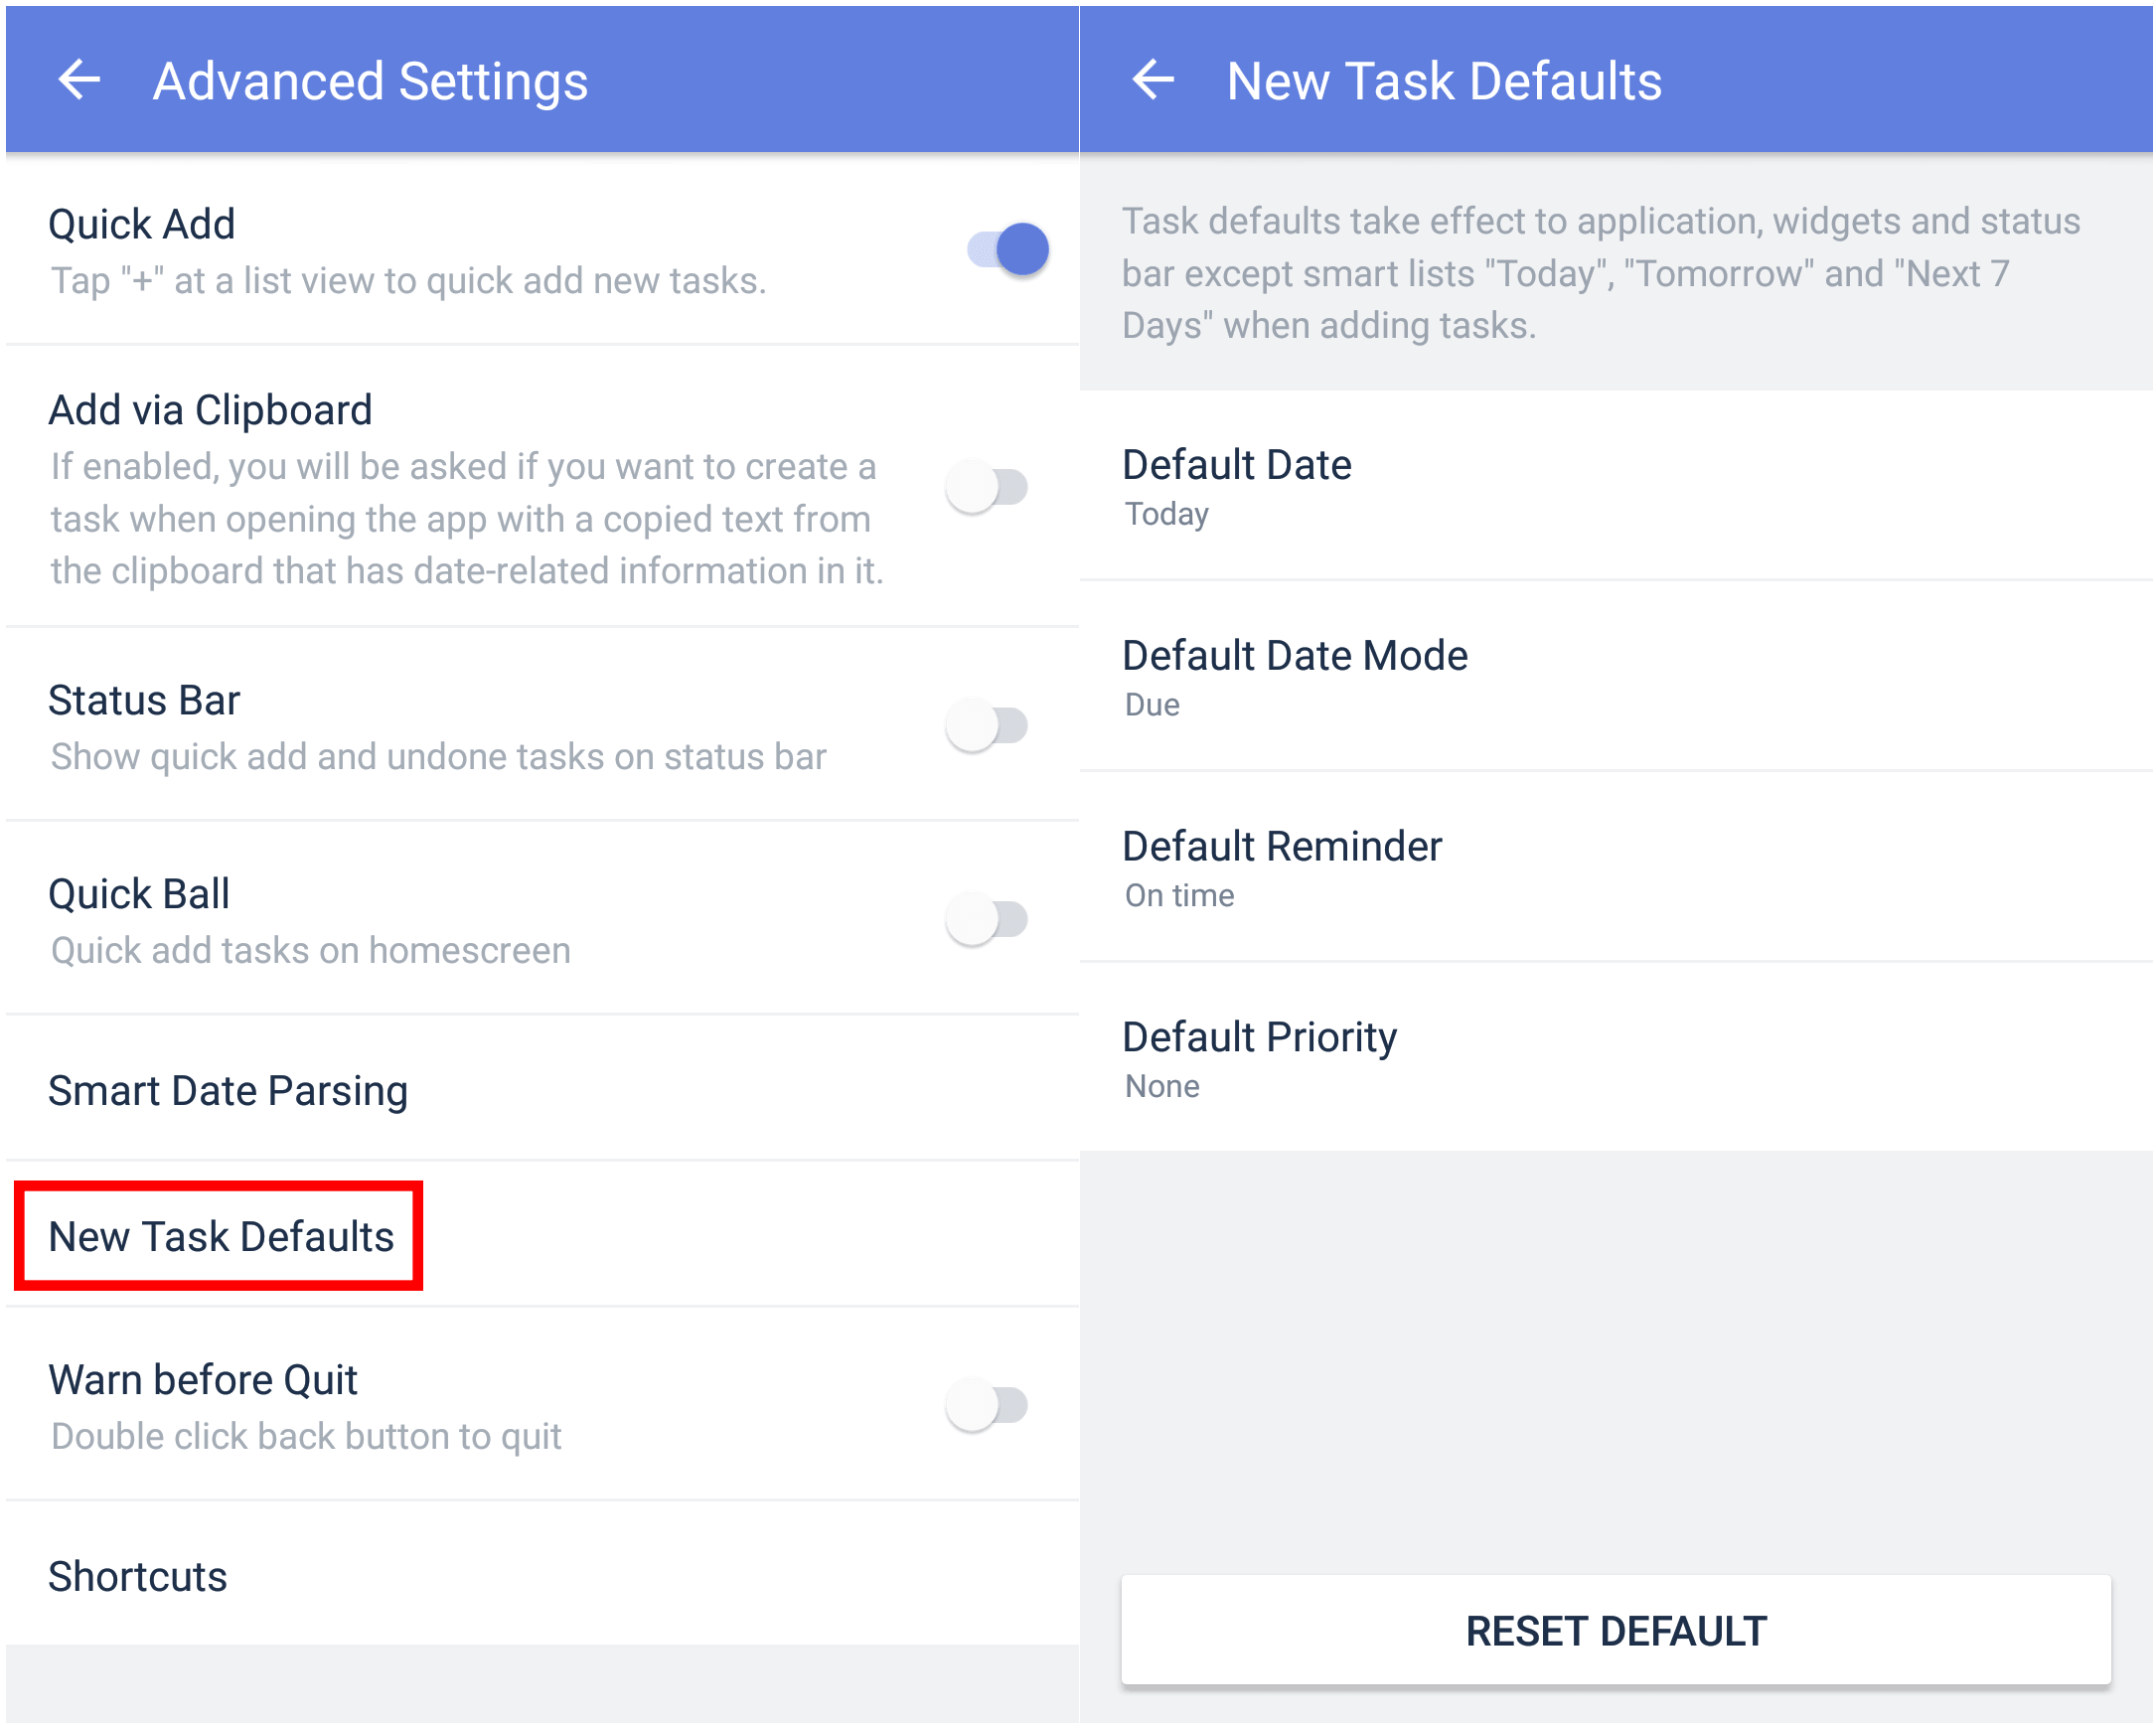 Advanced Settings
Quick Add
Tap "+" at a list view to quick add new tasks.
Add via Clipboard
If enabled, you will be asked if you want to create a
task when opening the app with a copied text from
the clipboard that has date-related information in it.
Status Bar
Show quick add and undone tasks on status bar
Quick Ball
Quick add tasks on homescreen
Smart Date Parsing
New Task Defaults
Warn before Quit
Double click back button to quit
Shortcuts
New Task Defaults
Task defaults take effect to application, widgets and status
bar except smart lists "Today", "Tomorrow" and "Next 7
Days" when adding tasks.
Default Date
Today
Default Date Mode
Due
Default Reminder
On time
Default Priority
None
RESET DEFAULT